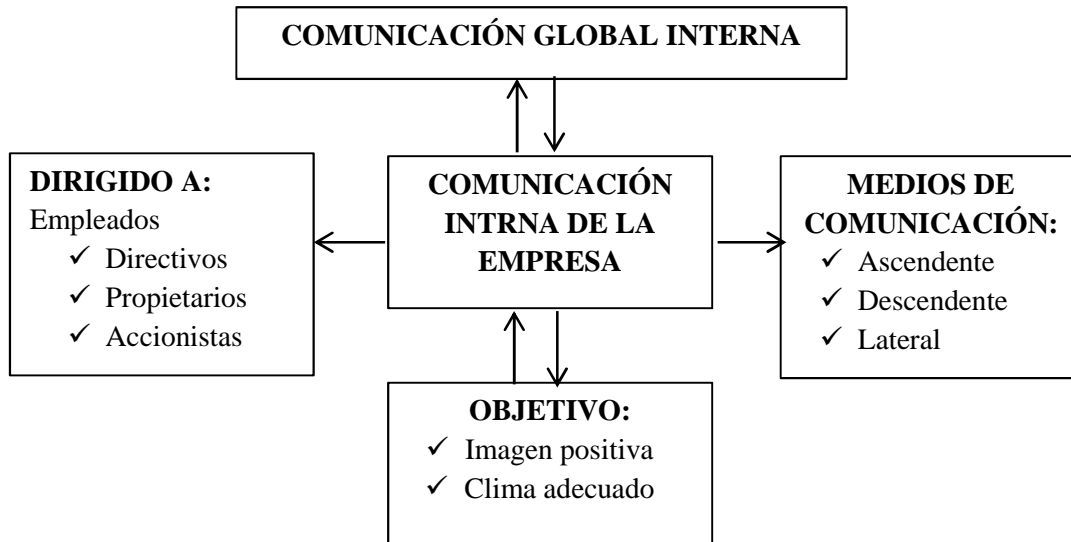 COMUNICACIÓN GLOBAL INTERNA
DIRIGIDO A:
Empleados
✓ Directivos
✓ Propietarios
✓ Accionistas
COMUNICACIÓN
INTRNA DE LA
EMPRESA
MEDIOS DE
COMUNICACIÓN:
✓ Ascendente
✓ Descendente
✓ Lateral
OBJETIVO:
✓ Imagen positiva
✓ Clima adecuado